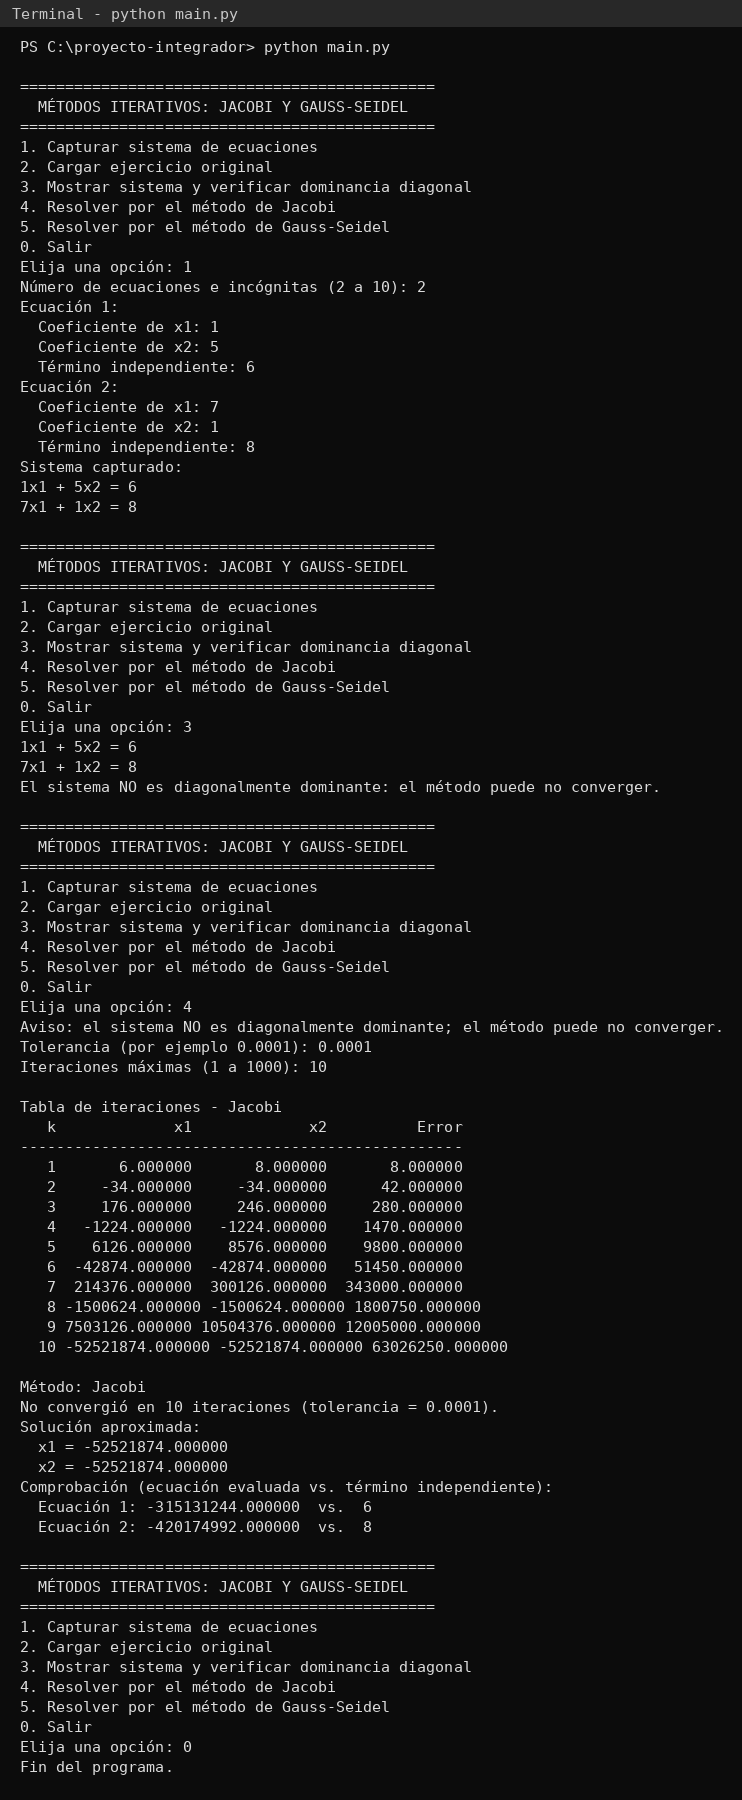 Terminal - python main.py
PS C:\proyecto-integrador> python main.py
==============================================
  MÉTODOS ITERATIVOS: JACOBI Y GAUSS-SEIDEL
==============================================
1. Capturar sistema de ecuaciones
2. Cargar ejercicio original
3. Mostrar sistema y verificar dominancia diagonal
4. Resolver por el método de Jacobi
5. Resolver por el método de Gauss-Seidel
0. Salir
Elija una opción: 1
Número de ecuaciones e incógnitas (2 a 10): 2
Ecuación 1:
  Coeficiente de x1: 1
  Coeficiente de x2: 5
  Término independiente: 6
Ecuación 2:
  Coeficiente de x1: 7
  Coeficiente de x2: 1
  Término independiente: 8
Sistema capturado:
1x1 + 5x2 = 6
7x1 + 1x2 = 8
==============================================
  MÉTODOS ITERATIVOS: JACOBI Y GAUSS-SEIDEL
==============================================
1. Capturar sistema de ecuaciones
2. Cargar ejercicio original
3. Mostrar sistema y verificar dominancia diagonal
4. Resolver por el método de Jacobi
5. Resolver por el método de Gauss-Seidel
0. Salir
Elija una opción: 3
1x1 + 5x2 = 6
7x1 + 1x2 = 8
El sistema NO es diagonalmente dominante: el método puede no converger.
==============================================
  MÉTODOS ITERATIVOS: JACOBI Y GAUSS-SEIDEL
==============================================
1. Capturar sistema de ecuaciones
2. Cargar ejercicio original
3. Mostrar sistema y verificar dominancia diagonal
4. Resolver por el método de Jacobi
5. Resolver por el método de Gauss-Seidel
0. Salir
Elija una opción: 4
Aviso: el sistema NO es diagonalmente dominante; el método puede no converger.
Tolerancia (por ejemplo 0.0001): 0.0001
Iteraciones máximas (1 a 1000): 10
Tabla de iteraciones - Jacobi
   k             x1             x2          Error
-------------------------------------------------
   1       6.000000       8.000000       8.000000
   2     -34.000000     -34.000000      42.000000
   3     176.000000     246.000000     280.000000
   4   -1224.000000   -1224.000000    1470.000000
   5    6126.000000    8576.000000    9800.000000
   6  -42874.000000  -42874.000000   51450.000000
   7  214376.000000  300126.000000  343000.000000
   8 -1500624.000000 -1500624.000000 1800750.000000
   9 7503126.000000 10504376.000000 12005000.000000
  10 -52521874.000000 -52521874.000000 63026250.000000
Método: Jacobi
No convergió en 10 iteraciones (tolerancia = 0.0001).
Solución aproximada:
  x1 = -52521874.000000
  x2 = -52521874.000000
Comprobación (ecuación evaluada vs. término independiente):
  Ecuación 1: -315131244.000000  vs.  6
  Ecuación 2: -420174992.000000  vs.  8
==============================================
  MÉTODOS ITERATIVOS: JACOBI Y GAUSS-SEIDEL
==============================================
1. Capturar sistema de ecuaciones
2. Cargar ejercicio original
3. Mostrar sistema y verificar dominancia diagonal
4. Resolver por el método de Jacobi
5. Resolver por el método de Gauss-Seidel
0. Salir
Elija una opción: 0
Fin del programa.